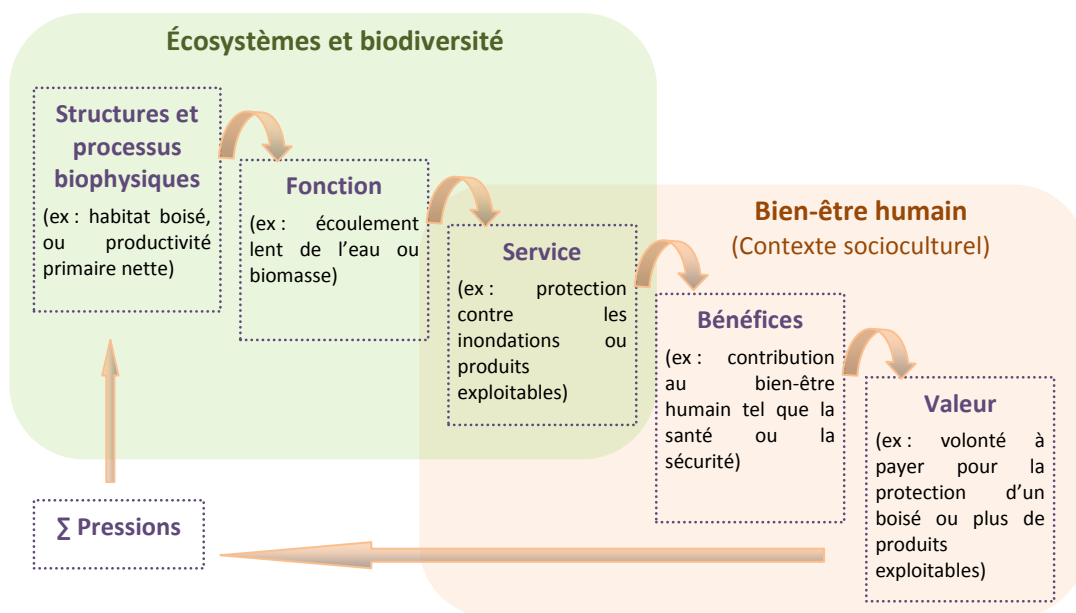 Écosystèmes et biodiversité
Structures et
processus
biophysiques
(ex : habitat boisé,
ou productivité
primaire nette)
Fonction
(ex : écoulement
lent de l'eau ou
biomasse)
Service
(ex : protection
contre les
inondations ou
produits
exploitables)
Bien-être humain
(Contexte socioculturel)
Bénéfices
(ex : contribution
au bien-être
humain tel que la
santé ou la
sécurité)
Valeur
(ex : volonté à
payer pour la
protection d'un
boisé ou plus de
produits
exploitables)
∑ Pressions